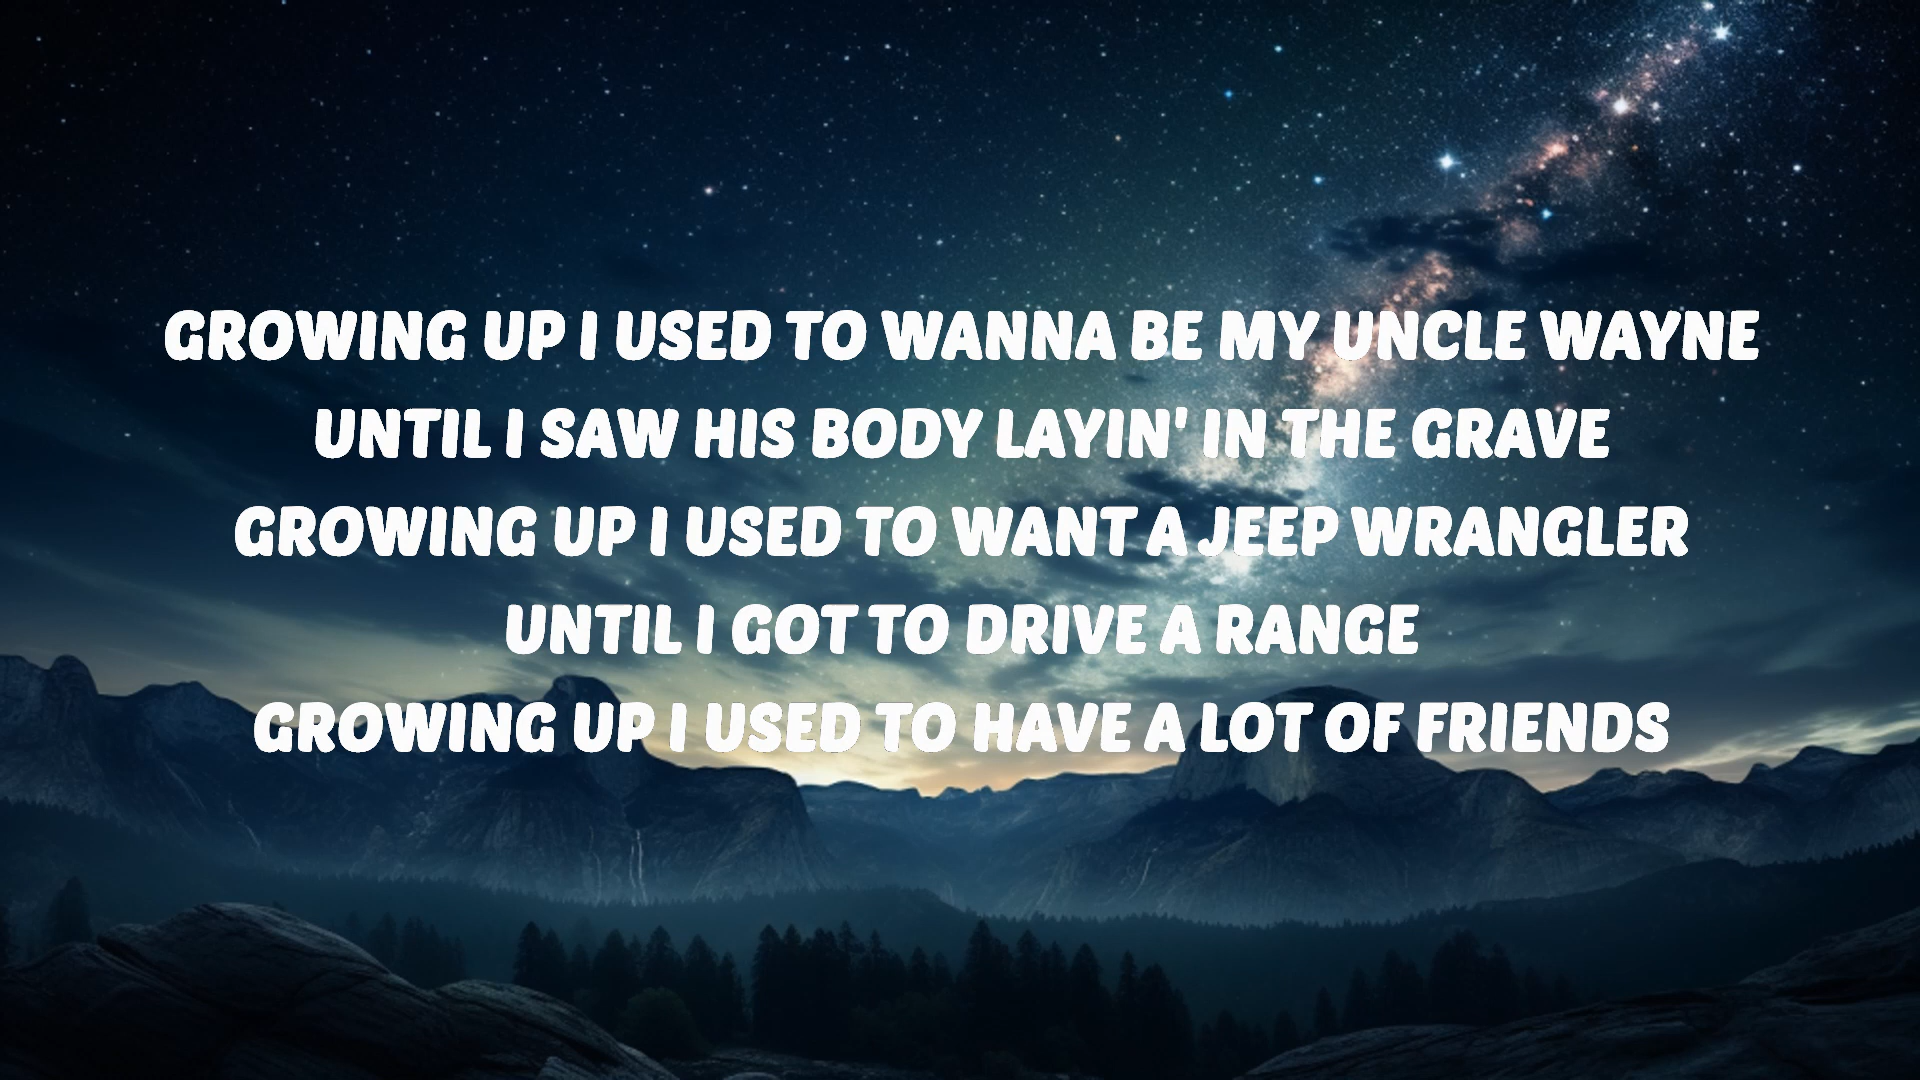 GROWING UP I USED TO WANNA BE MY UNCLE WAYNE
UNTIL I SAW HIS BODY LAYIN' IN THE GRAVE
GROWING UP I USED TO WANT A JEEP WRANGLER
UNTIL I GOT TO DRIVE A RANGE
GROWING UP I USED TO HAVE A LOT OF FRIENDS